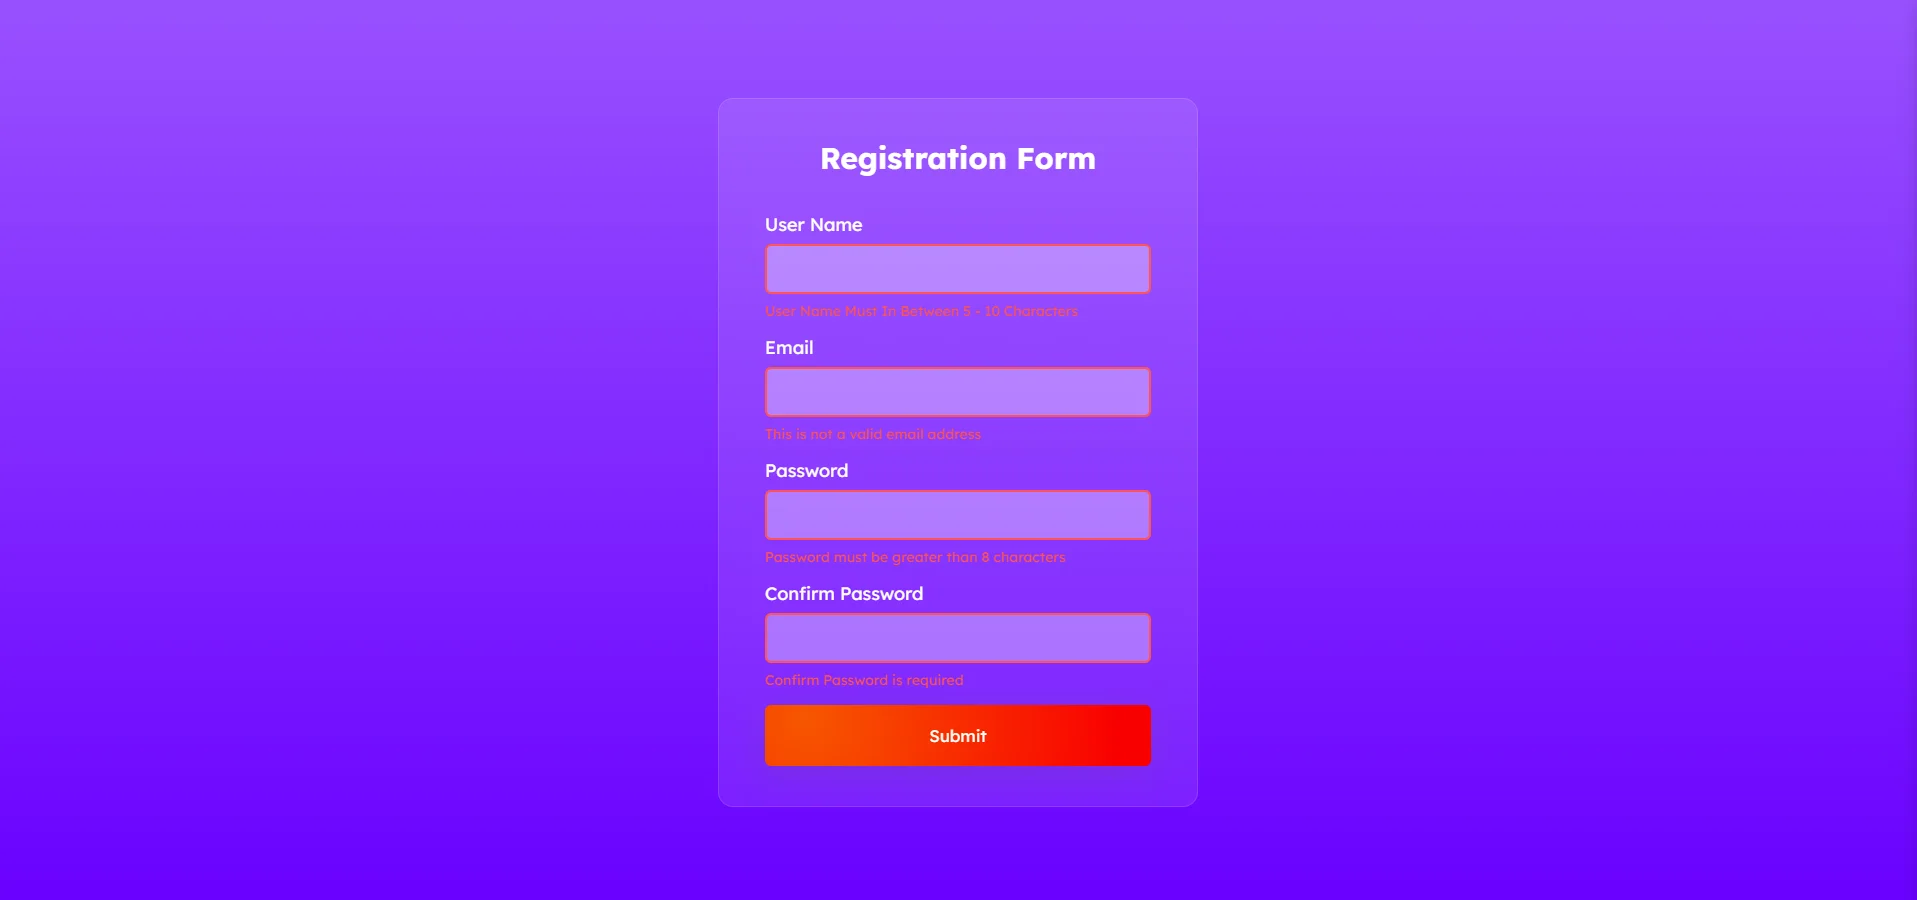 Registration Form
User Name
User Name Must In Between 5 - 10 Characters
Email
This is not a valid email address
Password
Password must be greater than 8 characters
Confirm Password
Confirm Password is required
Submit